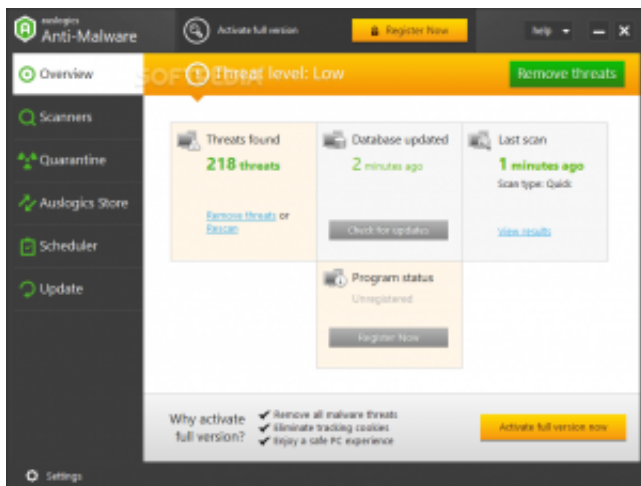 auslogics
Anti-Malware
Activate full version
Register Now
help
Overview
SOFTPEDIA
Threat level: Low
Remove threats
Scanners
Quarantine
Auslogics Store
Scheduler
Update
Threats found
218 threats
Remove threats or
Rescan
Database updated
2 minutes ago
Check for updates
Last scan
1 minutes ago
Scan type: Quick
View results
Program status
Unregistered
Register Now
Why activate
full version?
Remove all malware threats
Eliminate tracking cookies
Enjoy a safe PC experience
Activate full version now
Settings